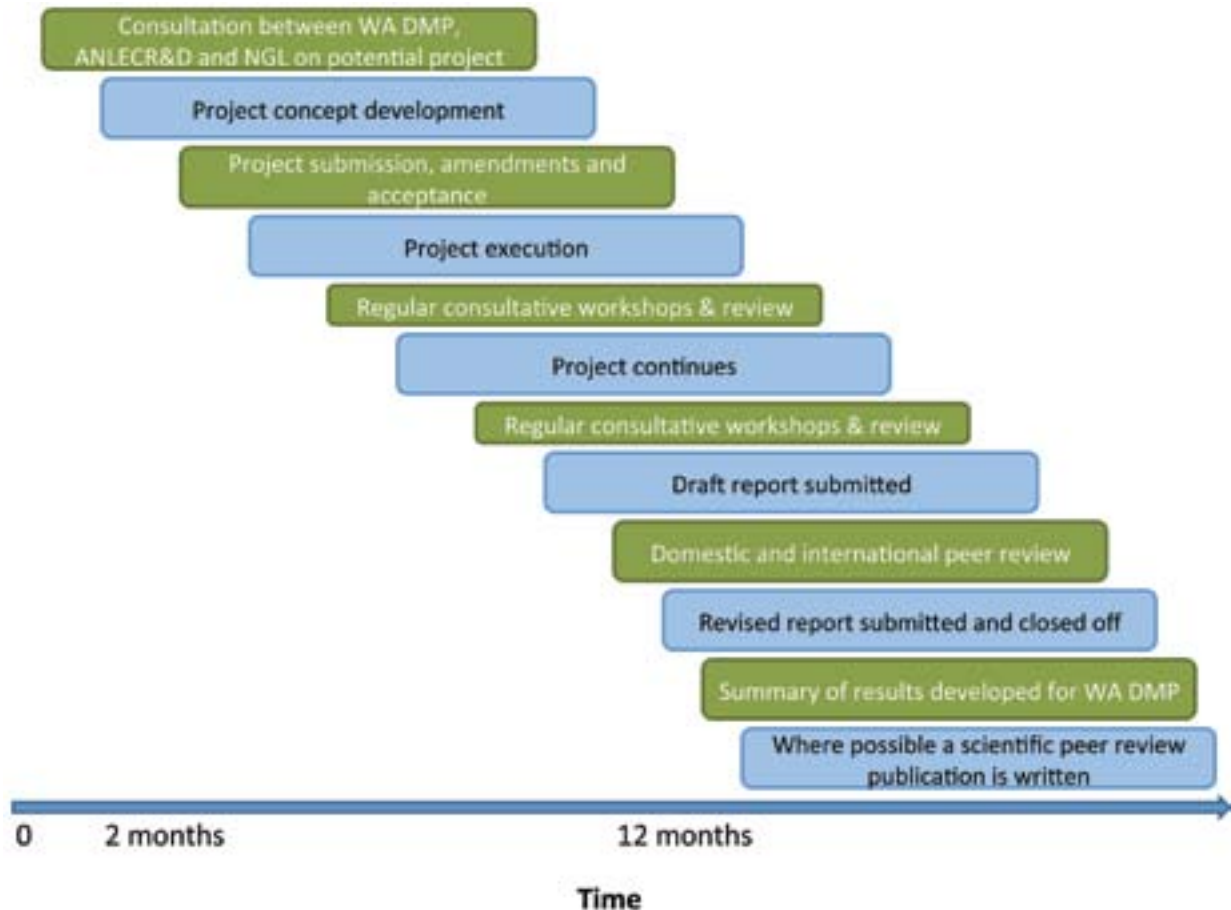 Consultation between WA DMP,
ANLECR&D and NGL on potential project
Project concept development
Project submission, amendments and
acceptance
Project execution
Regular consultative workshops & review
Project continues
Regular consultative workshops & review
Draft report submitted
Domestic and international peer review
Revised report submitted and closed off
Summary of results developed for WA DMP
Where possible a scientific peer review
publication is written
0 2 months 12 months
Time